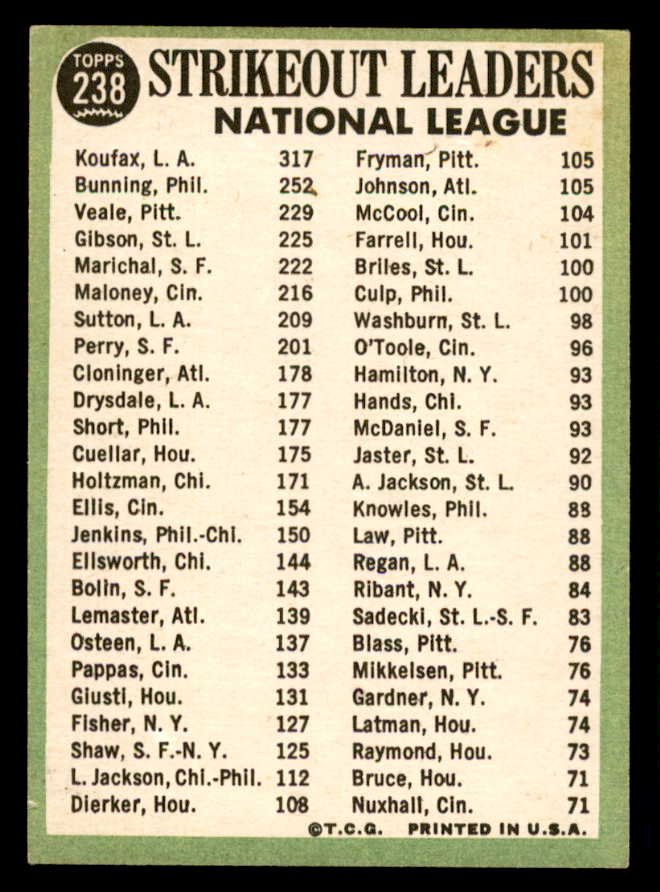 TOPPS
238
STRIKEOUT LEADERS
NATIONAL LEAGUE
Koufax, L. A. 317
Bunning, Phil. 252
Veale, Pitt. 229
Gibson, St. L. 225
Marichal, S. F. 222
Maloney, Cin. 216
Sutton, L. A. 209
Perry, S. F. 201
Cloninger, Atl. 178
Drysdale, L. A. 177
Short, Phil. 177
Cuellar, Hou. 175
Holtzman, Chi. 171
Ellis, Cin. 154
Jenkins, Phil.-Chi. 150
Ellsworth, Chi. 144
Bolin, S. F. 143
Lemaster, Atl. 139
Osteen, L. A. 137
Pappas, Cin. 133
Giusti, Hou. 131
Fisher, N. Y. 127
Shaw, S. F.-N. Y. 125
L. Jackson, Chi.-Phil. 112
Dierker, Hou. 108
Fryman, Pitt. 105
Johnson, Atl. 105
McCool, Cin. 104
Farrell, Hou. 101
Briles, St. L. 100
Culp, Phil. 100
Washburn, St. L. 98
O'Toole, Cin. 96
Hamilton, N. Y. 93
Hands, Chi. 93
McDaniel, S. F. 93
Jaster, St. L. 92
A. Jackson, St. L. 90
Knowles, Phil. 88
Law, Pitt. 88
Regan, L. A. 88
Ribant, N. Y. 84
Sadecki, St. L.-S. F. 83
Blass, Pitt. 76
Mikkelsen, Pitt. 76
Gardner, N. Y. 74
Latman, Hou. 74
Raymond, Hou. 73
Bruce, Hou. 71
Nuxhall, Cin. 71
©T.C.G. PRINTED IN U.S.A.